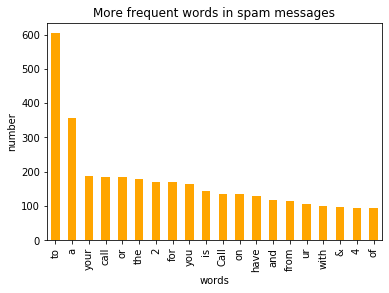 More frequent words in spam messages
number
600
500
400
300
200
100
0
to
a
your
call
or
the
2
for
you
is
Call
on
have
and
from
ur
with
&
4
of
words